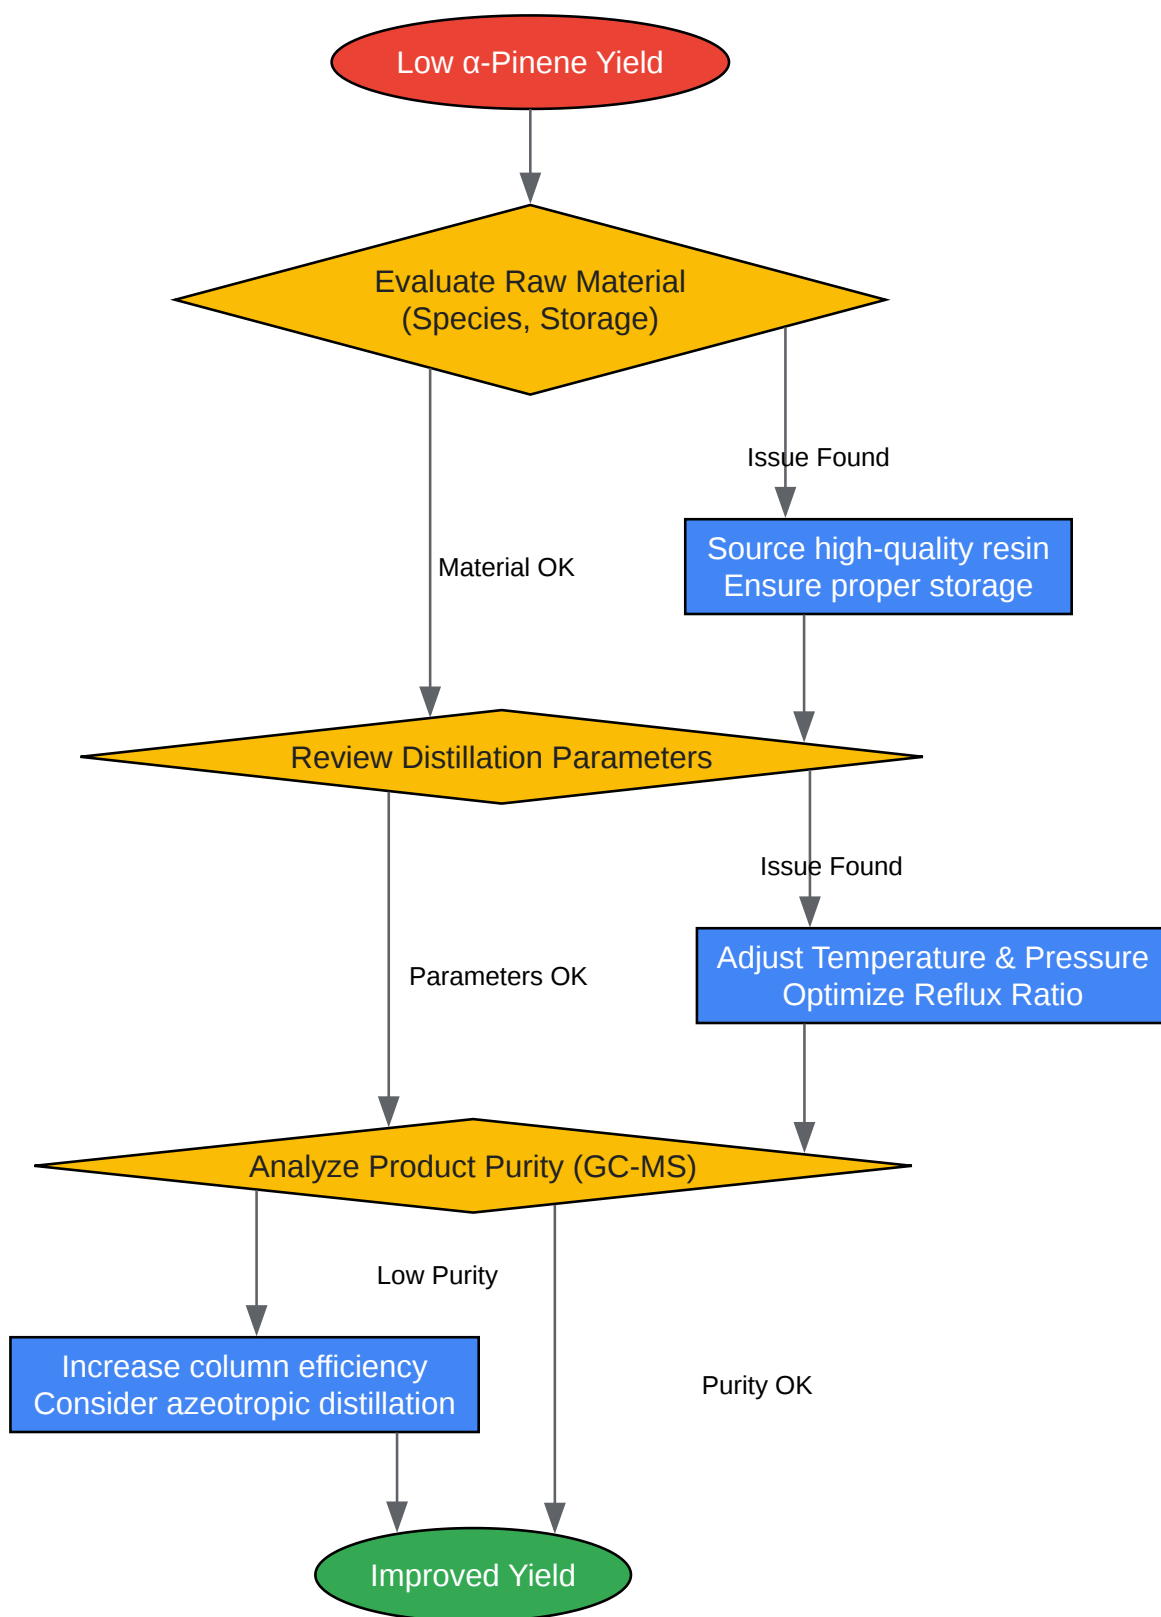 Low α-Pinene Yield
Evaluate Raw Material
(Species, Storage)
Issue Found
Source high-quality resin
Ensure proper storage
Material OK
Review Distillation Parameters
Issue Found
Adjust Temperature & Pressure
Optimize Reflux Ratio
Parameters OK
Analyze Product Purity (GC-MS)
Low Purity
Increase column efficiency
Consider azeotropic distillation
Purity OK
Improved Yield